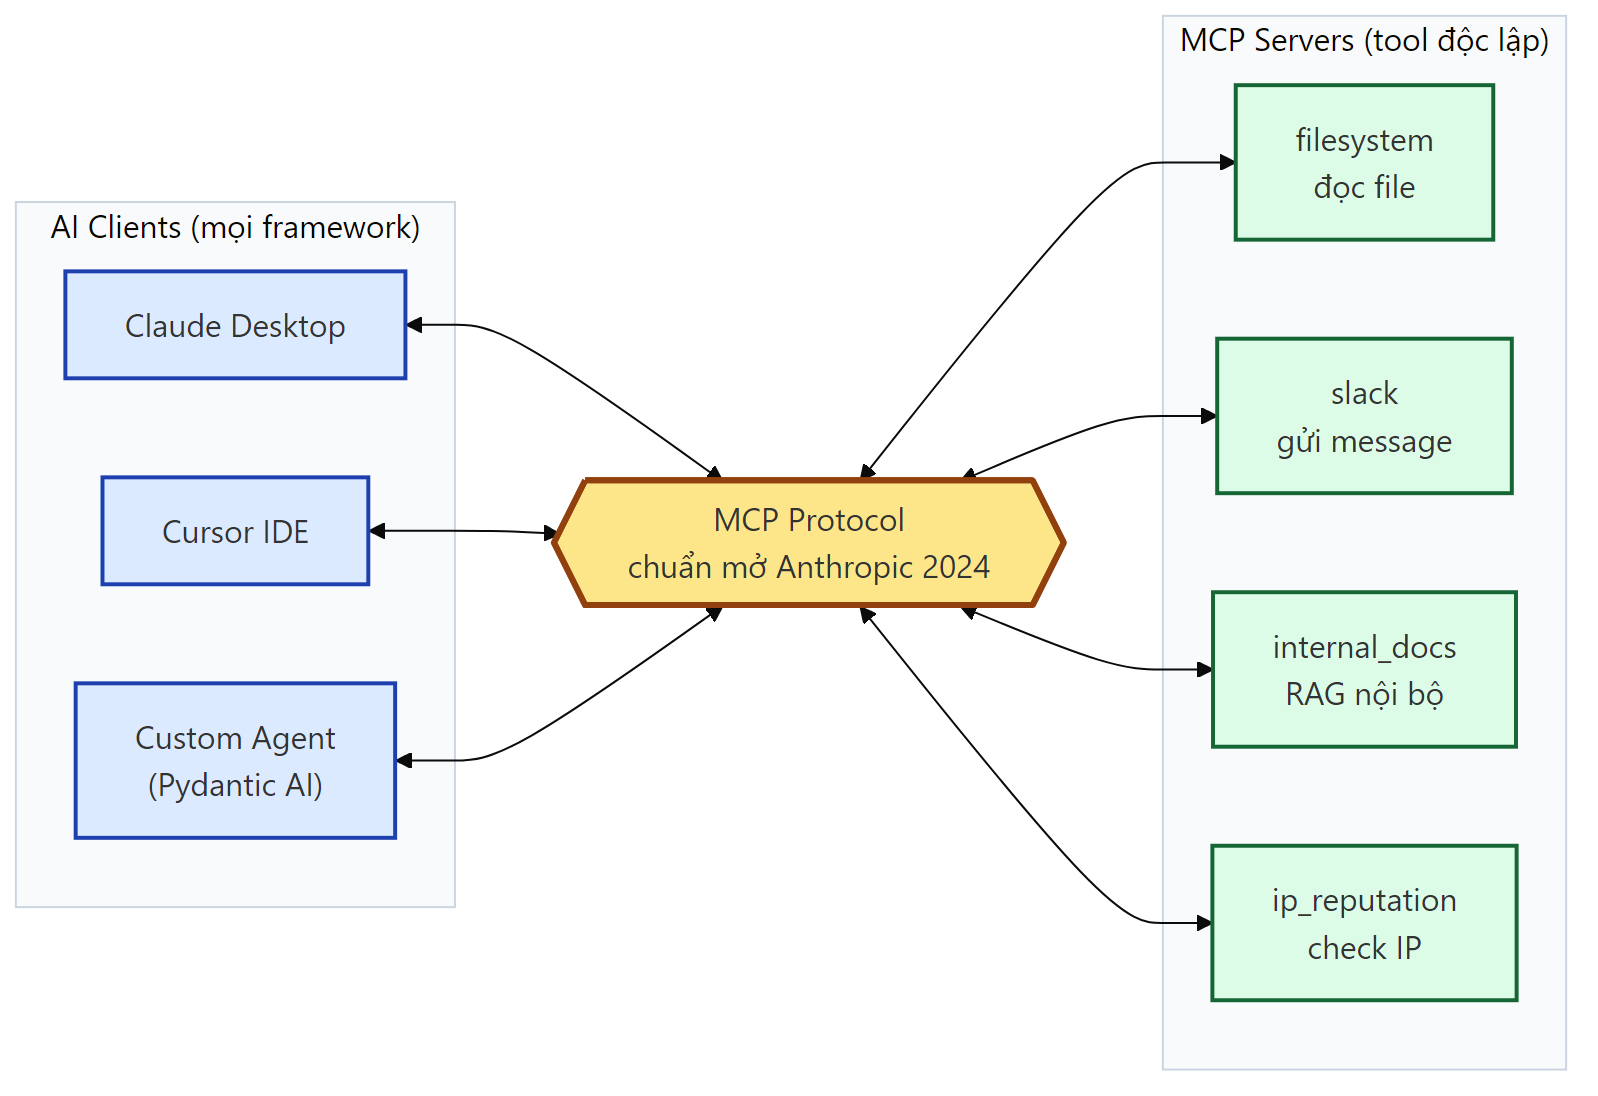 AI Clients (mọi framework)
Claude Desktop
Cursor IDE
Custom Agent
(Pydantic AI)
MCP Protocol
chuẩn mở Anthropic 2024
MCP Servers (tool độc lập)
filesystem
đọc file
slack
gửi message
internal_docs
RAG nội bộ
ip_reputation
check IP